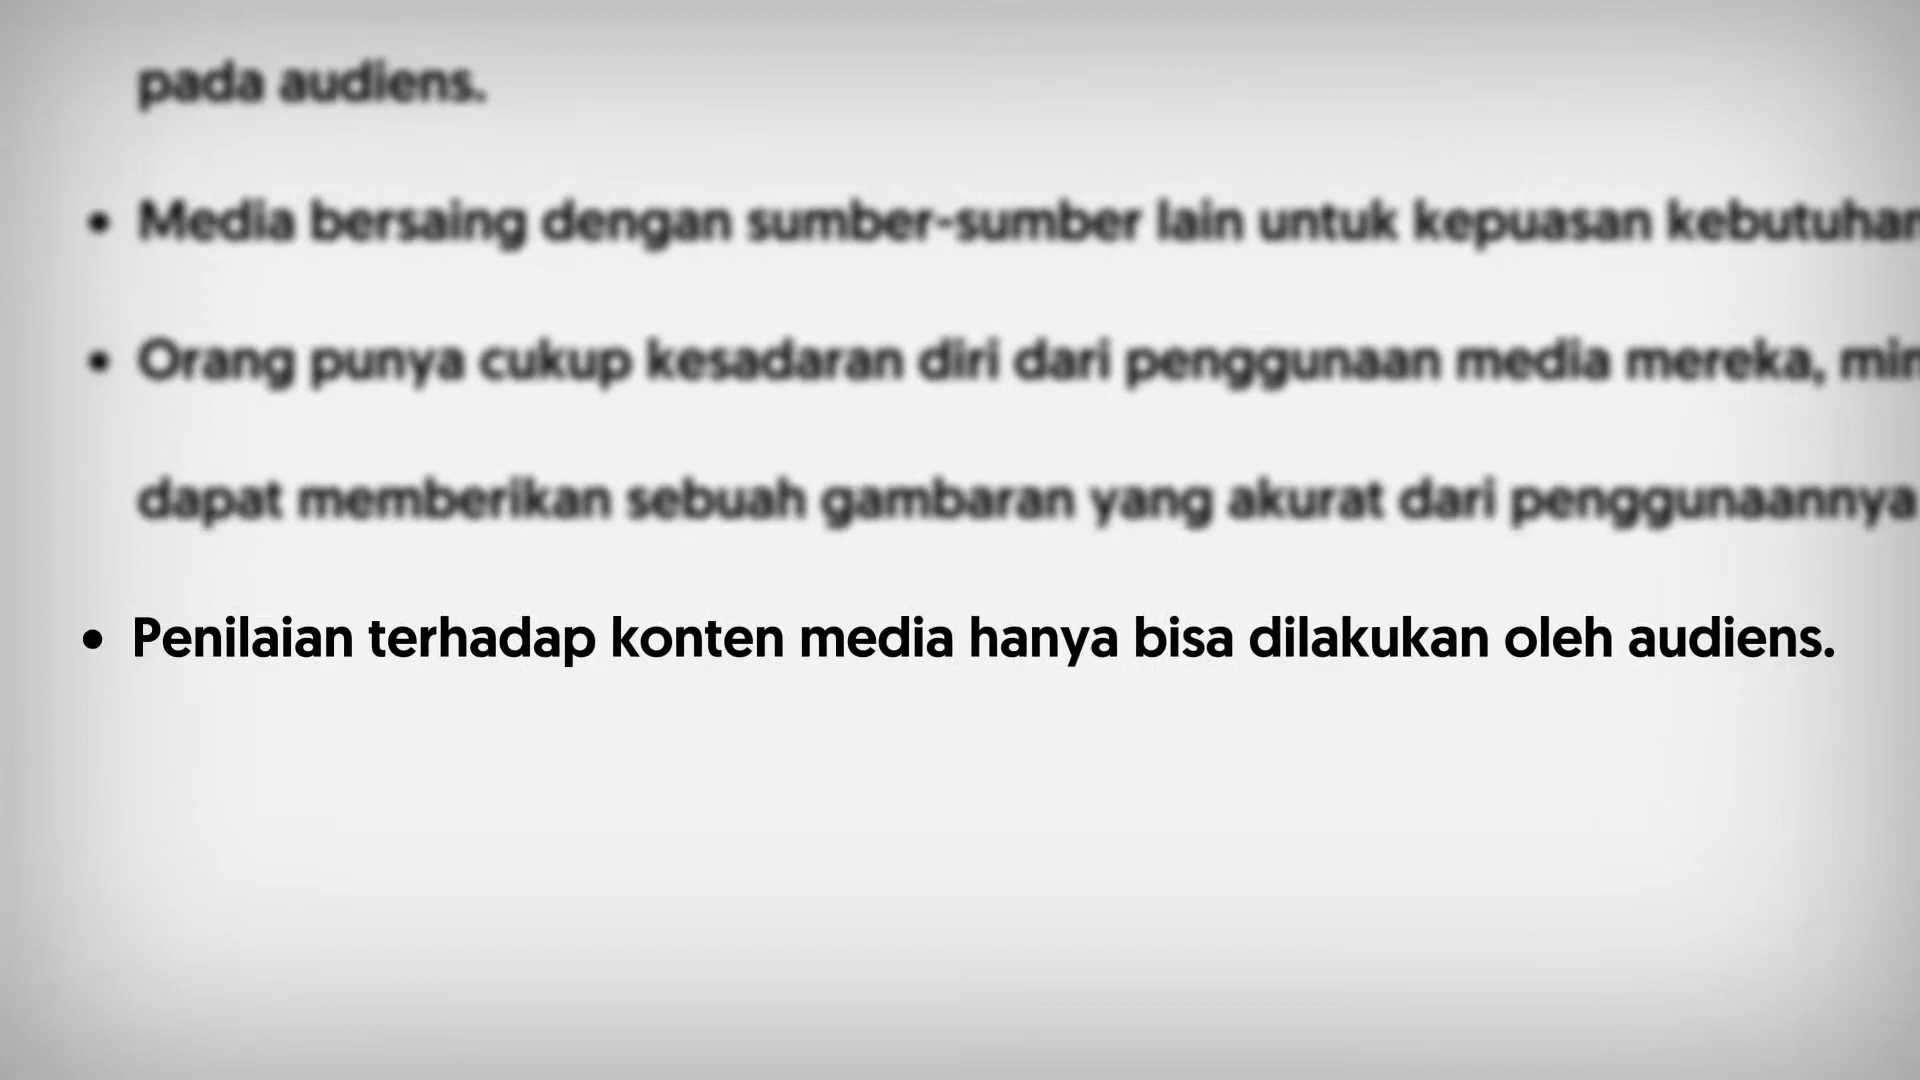 pada audiens.
• Media bersaing dengan sumber-sumber lain untuk kepuasan kebutuhan
• Orang punya cukup kesadaran diri dari penggunaan media mereka,
dapat memberikan sebuah gambaran yang akurat dari penggunaannya
• Penilaian terhadap konten media hanya bisa dilakukan oleh audiens.